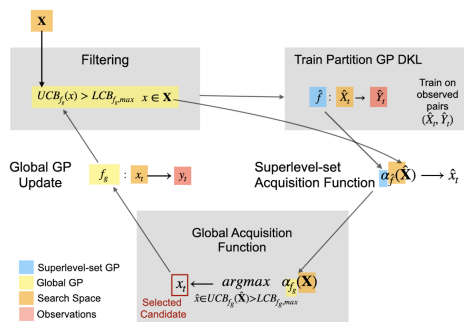 X
Filtering
UCB_{f_g}(x) > LCB_{f_g,max}   x ∈ X
Train Partition GP DKL
f̂ : X̂_t → Ŷ_t
Train on
observed
pairs
(X̂_t, Ŷ_t)
Global GP
Update
f_g : x_t → y_t
Superlevel-set
Acquisition Function
α_{f̂}(X̂) → x̂_t
Global Acquisition
Function
x_t ← argmax α_{f_g}(X̂)
x̂∈UCB_{f_g}(X̂)>LCB_{f_g,max}
Selected
Candidate
Superlevel-set GP
Global GP
Search Space
Observations